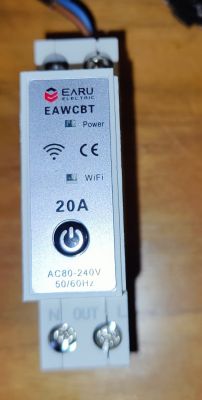 EARU
ELECTRIC
EAWCBT
Power
CE
WiFi
20A
AC80-240V
50/60Hz
N OUT L